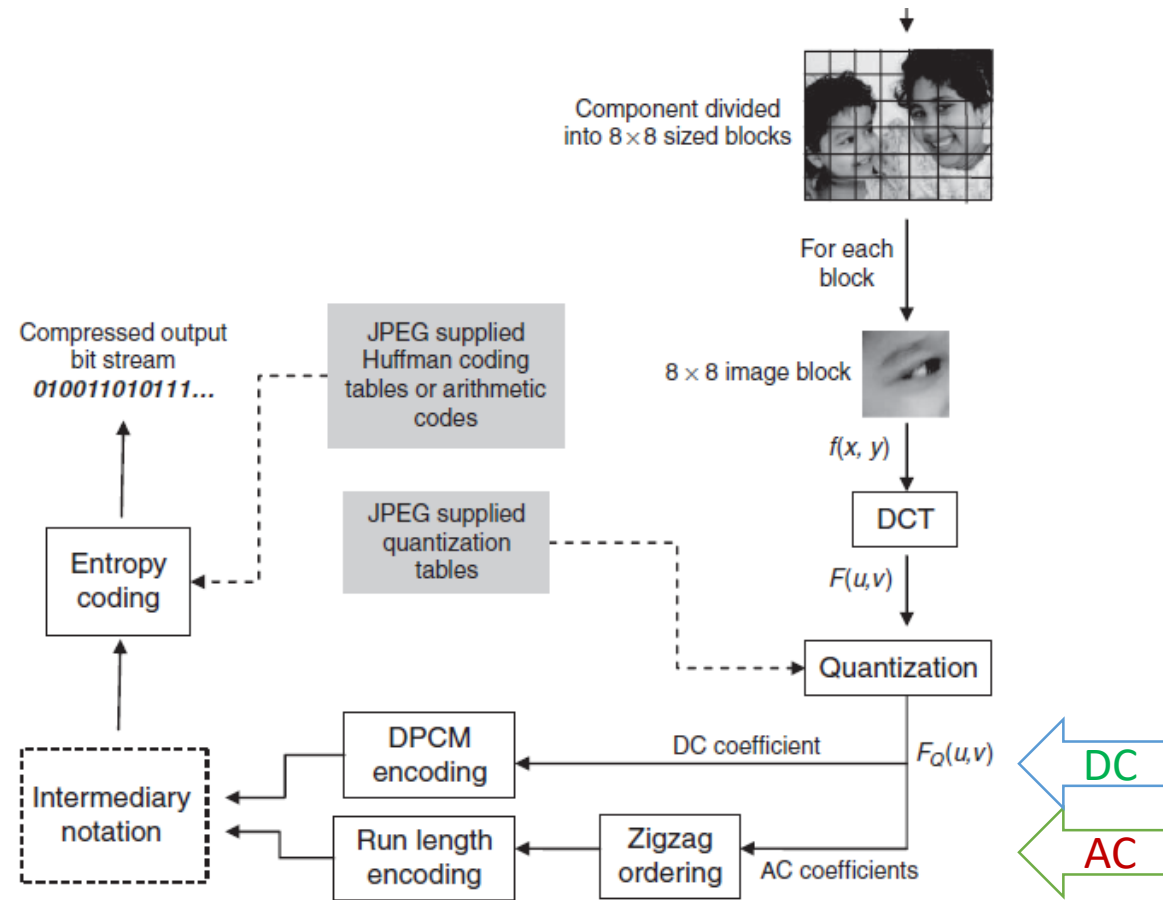 Component divided
into 8 × 8 sized blocks
For each
block
8 × 8 image block
f(x, y)
DCT
F(u,v)
Quantization
F_Q(u,v)
DC coefficient
AC coefficients
DC
AC
JPEG supplied
quantization
tables
DPCM
encoding
Zigzag
ordering
Run length
encoding
Intermediary
notation
Entropy
coding
JPEG supplied
Huffman coding
tables or arithmetic
codes
Compressed output
bit stream
010011010111...